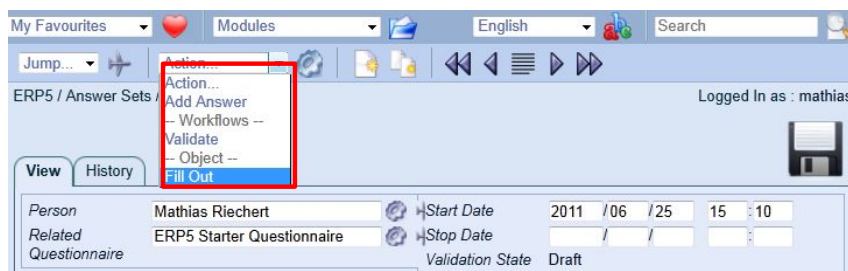 My Favourites Modules English Search
Jump... Action...
ERP5 / Answer Sets / Logged In as : mathias
Action...
Add Answer
-- Workflows --
Validate
-- Object --
Fill Out
View History
Person Mathias Riechert Start Date 2011 / 06 / 25 15 : 10
Related Questionnaire ERP5 Starter Questionnaire Stop Date / / :
Validation State Draft